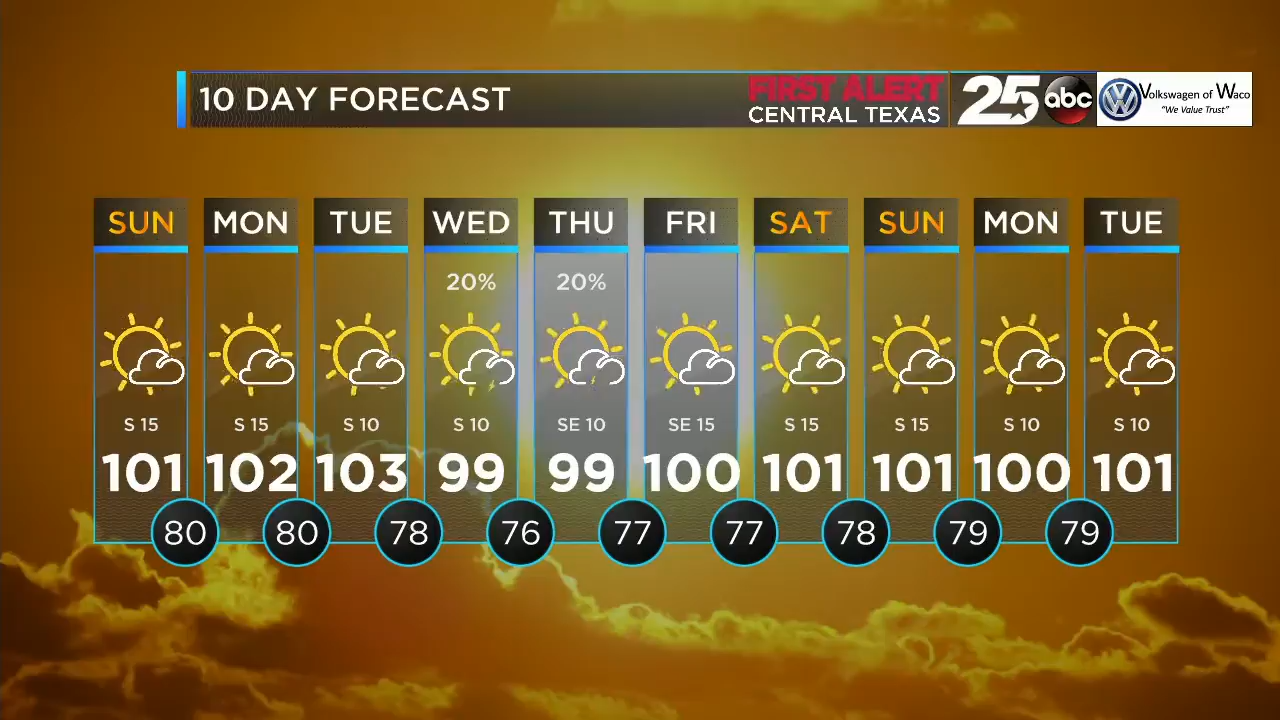 10 DAY FORECAST
FIRST ALERT
CENTRAL TEXAS
25 abc
Volkswagen of Waco
"We Value Trust"
SUN MON TUE WED THU FRI SAT SUN MON TUE
20% 20%
S 15 S 15 S 10 S 10 SE 10 SE 15 S 15 S 15 S 10 S 10
101 102 103 99 99 100 101 101 100 101
80 80 78 76 77 77 78 79 79